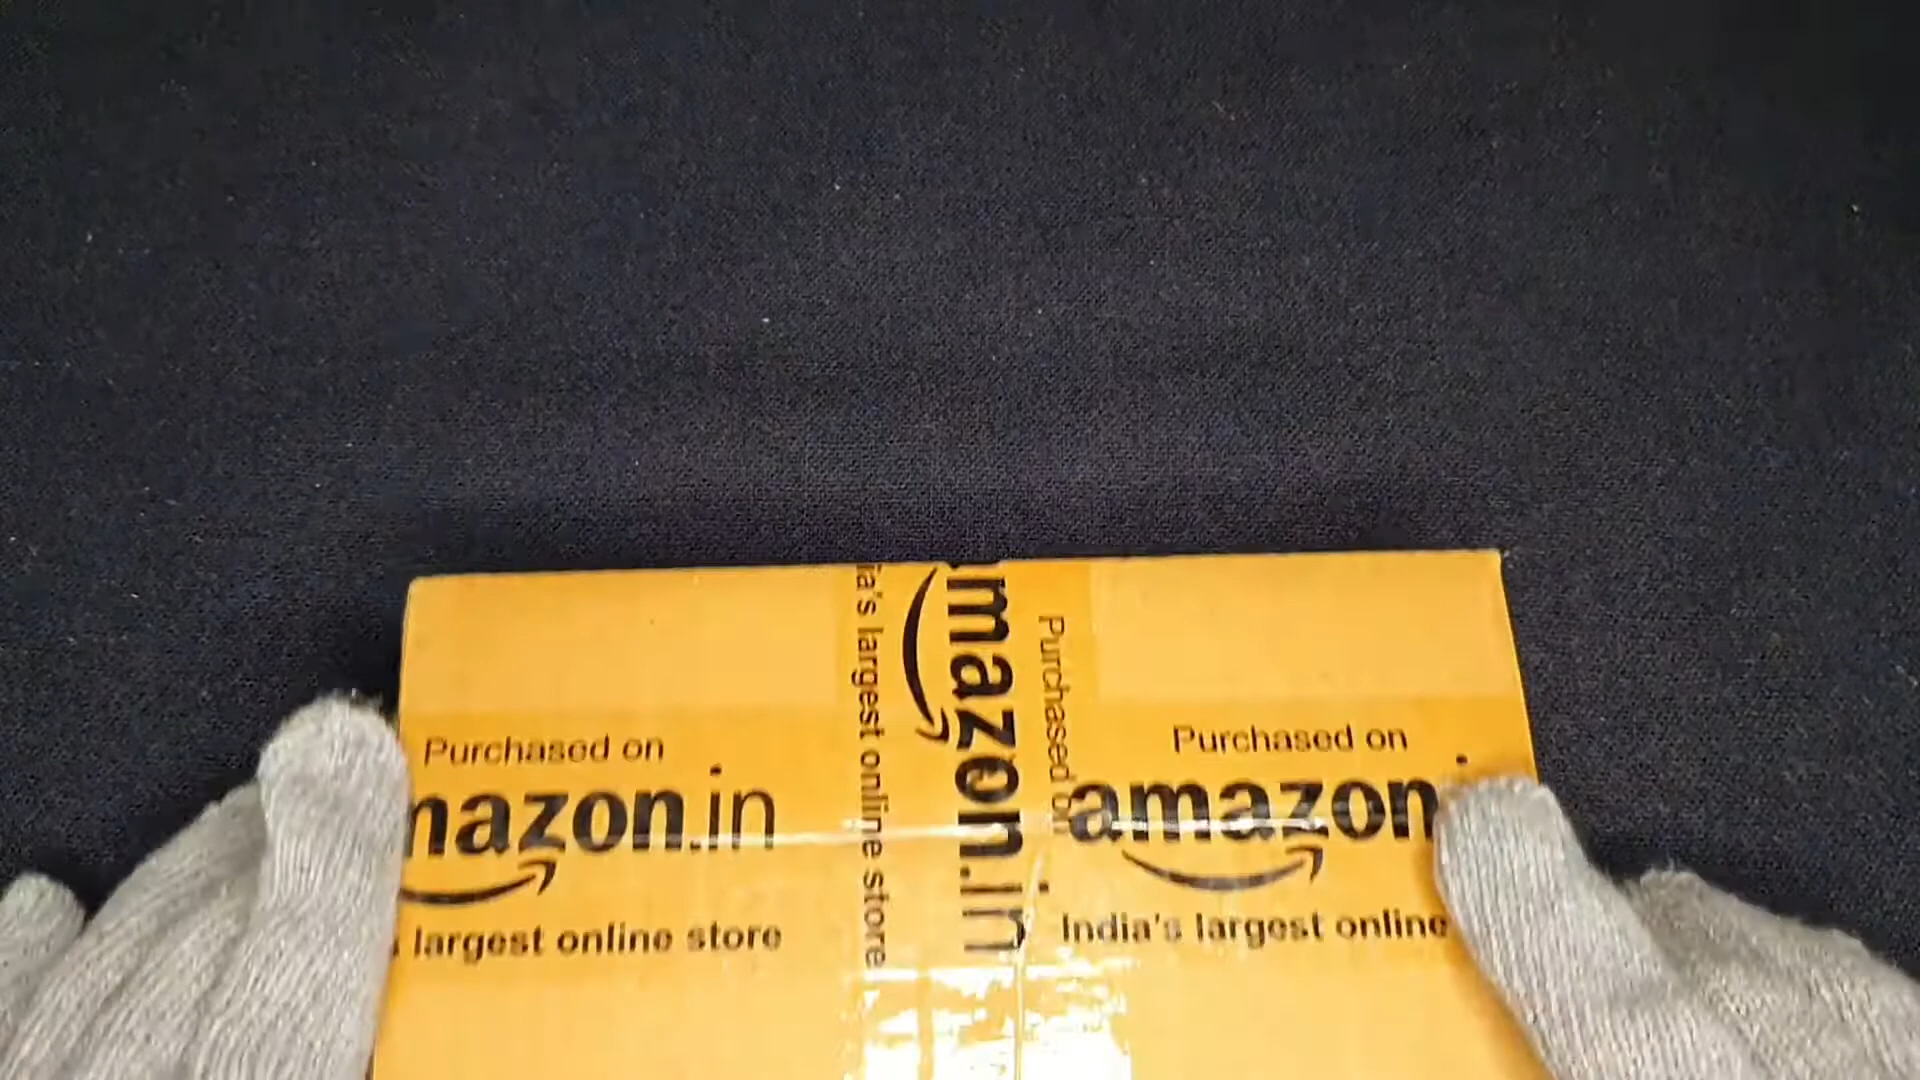 Purchased on
mazon.in
largest online store
Purchased on
amazon.in
ia's largest online store
Purchased on
amazon
India's largest online